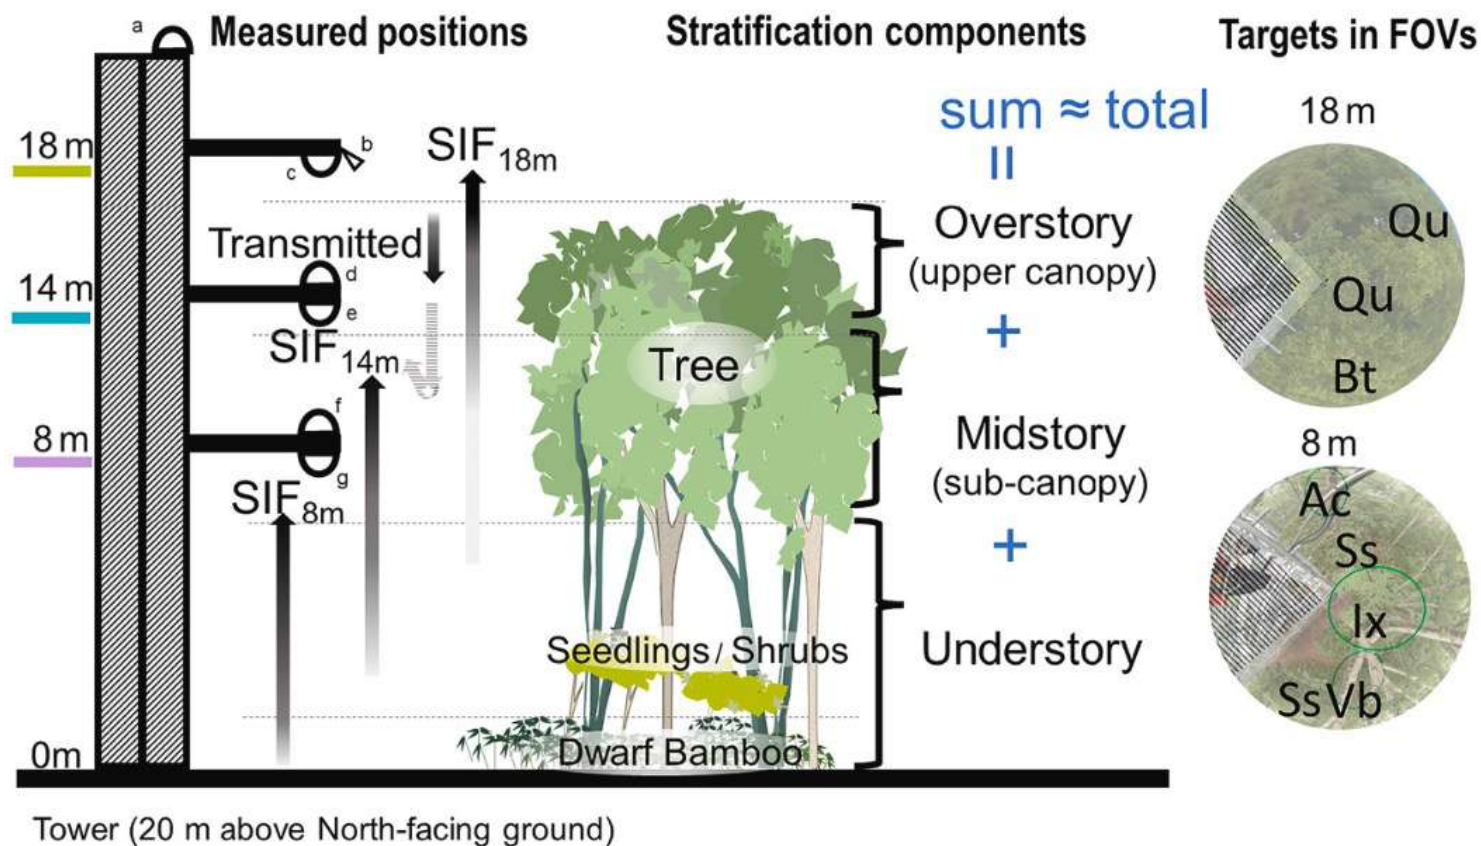 Measured positions
Stratification components
Targets in FOVs
a
18 m
b
c
SIF18m
Transmitted
14 m
d
e
SIF14m
8 m
f
g
SIF8m
0m
sum ≈ total
=
Overstory
(upper canopy)
+
Tree
Midstory
(sub-canopy)
+
Seedlings / Shrubs
Understory
Dwarf Bamboo
18 m
Qu
Qu
Bt
8 m
Ac
Ss
Ix
Ss Vb
Tower (20 m above North-facing ground)